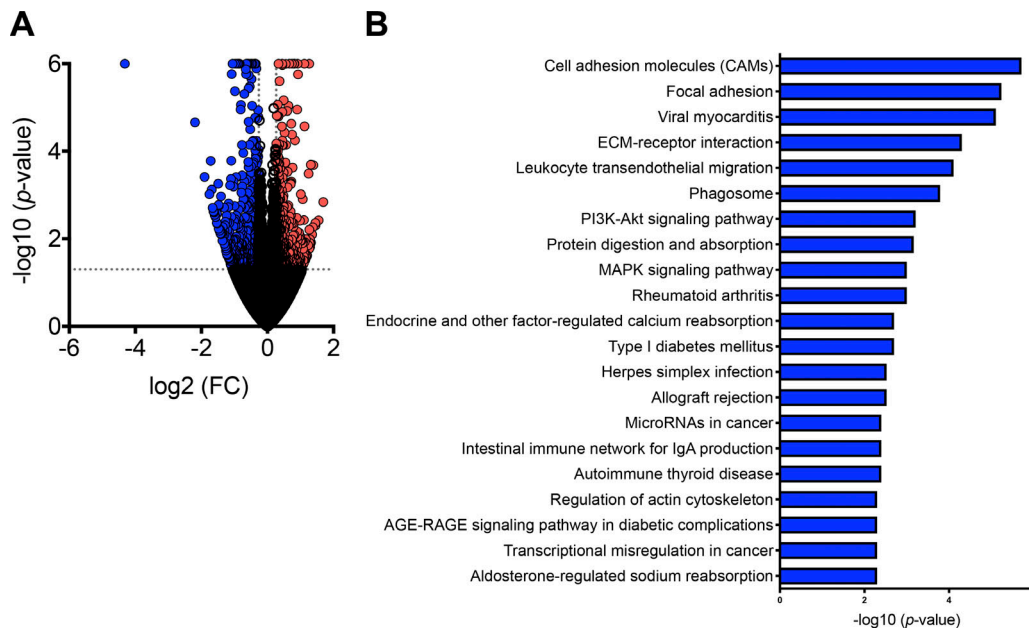 A
6
4
2
0
-log10 (p-value)
-6
-4
-2
0
2
log2 (FC)
B
Cell adhesion molecules (CAMs)
Focal adhesion
Viral myocarditis
ECM-receptor interaction
Leukocyte transendothelial migration
Phagosome
PI3K-Akt signaling pathway
Protein digestion and absorption
MAPK signaling pathway
Rheumatoid arthritis
Endocrine and other factor-regulated calcium reabsorption
Type I diabetes mellitus
Herpes simplex infection
Allograft rejection
MicroRNAs in cancer
Intestinal immune network for IgA production
Autoimmune thyroid disease
Regulation of actin cytoskeleton
AGE-RAGE signaling pathway in diabetic complications
Transcriptional misregulation in cancer
Aldosterone-regulated sodium reabsorption
0
2
4
-log10 (p-value)